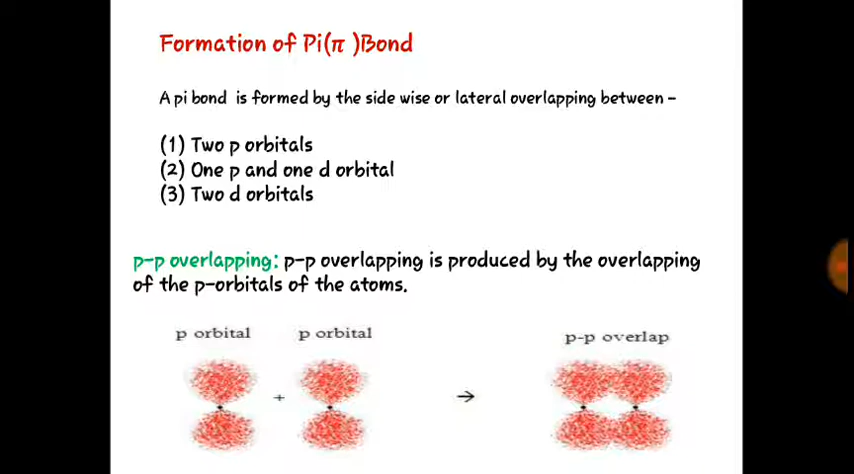 Formation of Pi(π )Bond
A pi bond is formed by the side wise or lateral overlapping between –
(1) Two p orbitals
(2) One p and one d orbital
(3) Two d orbitals
p-p overlapping: p-p overlapping is produced by the overlapping
of the p-orbitals of the atoms.
p orbital p orbital p-p overlap
+ →